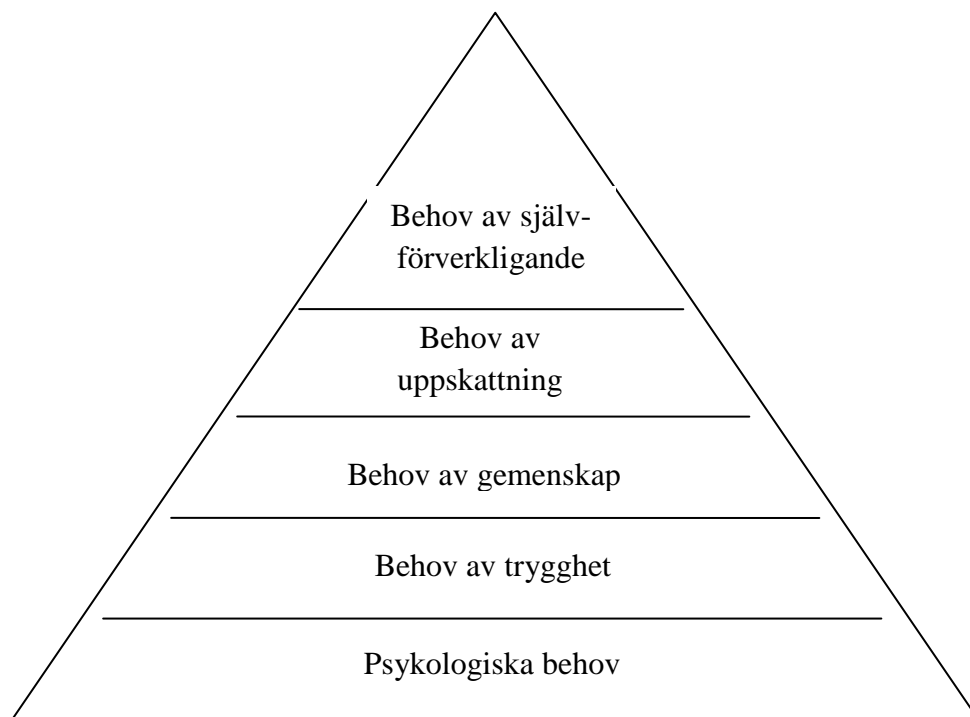 Behov av själv-
förverkligande
Behov av
uppskattning
Behov av gemenskap
Behov av trygghet
Psykologiska behov